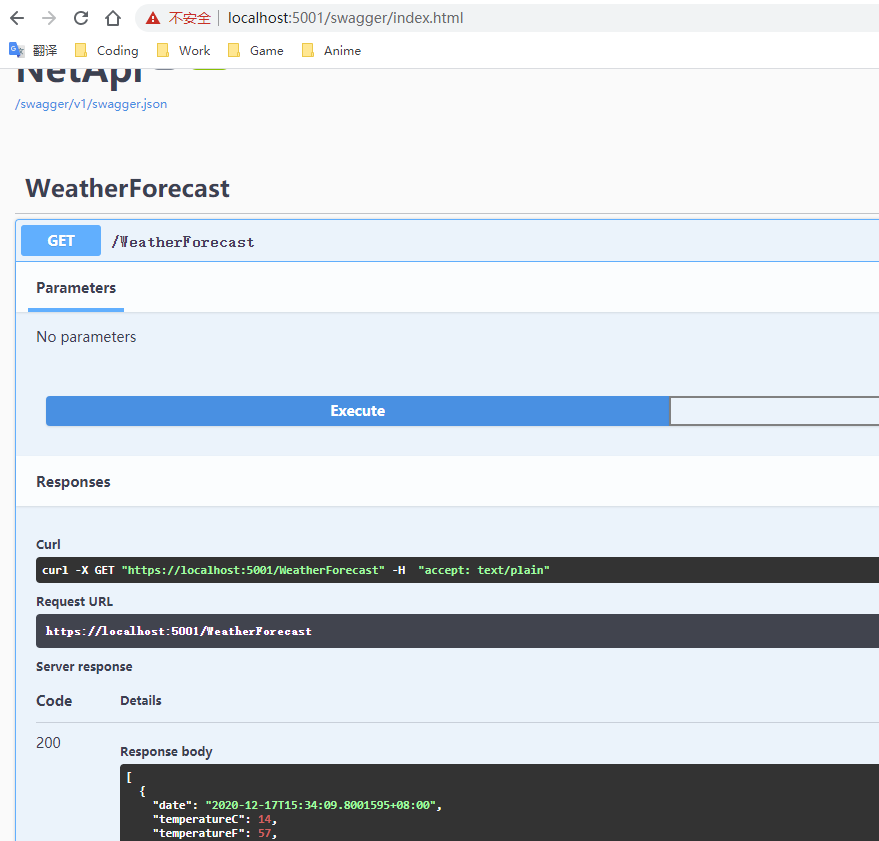 不安全 localhost:5001/swagger/index.html
翻译 Coding Work Game Anime
NetApi
/swagger/v1/swagger.json
WeatherForecast
GET /WeatherForecast
Parameters
No parameters
Execute
Responses
Curl
curl -X GET "https://localhost:5001/WeatherForecast" -H  "accept: text/plain"
Request URL
https://localhost:5001/WeatherForecast
Server response
Code Details
200
Response body
[
{
"date": "2020-12-17T15:34:09.8001595+08:00",
"temperatureC": 14,
"temperatureF": 57,